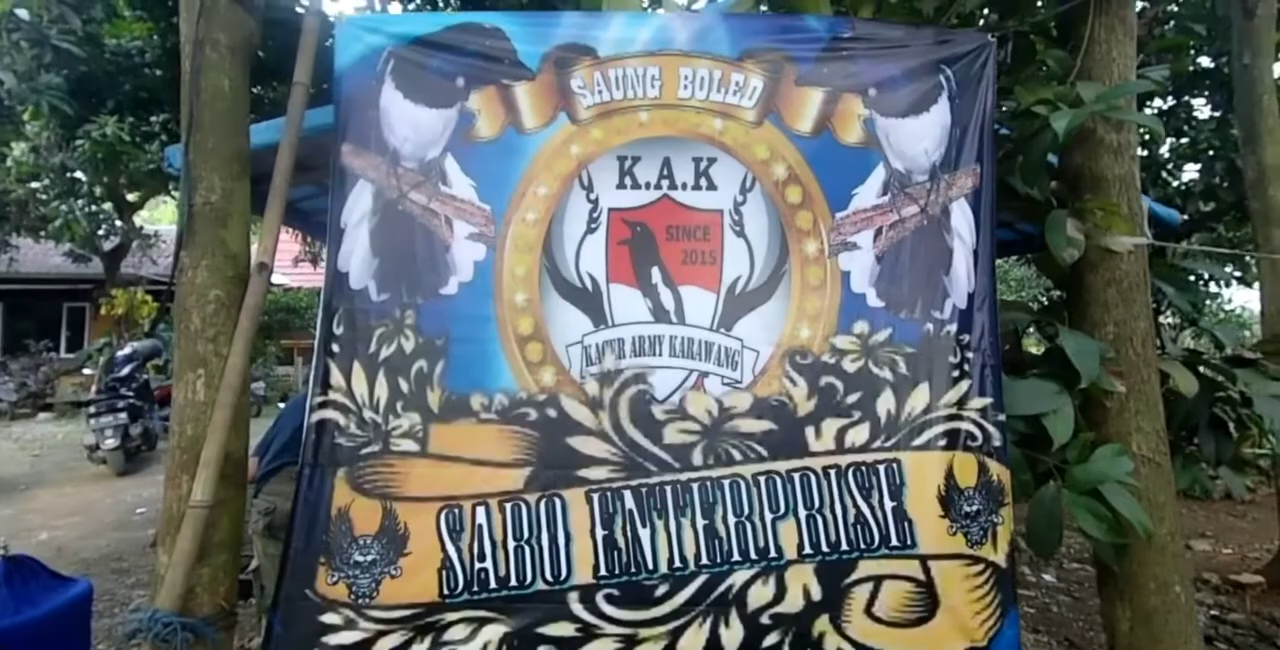 SAUNG BOLED
K.A.K
SINCE
2015
KACER ARMY KARAWANG
SABO ENTERPRISE